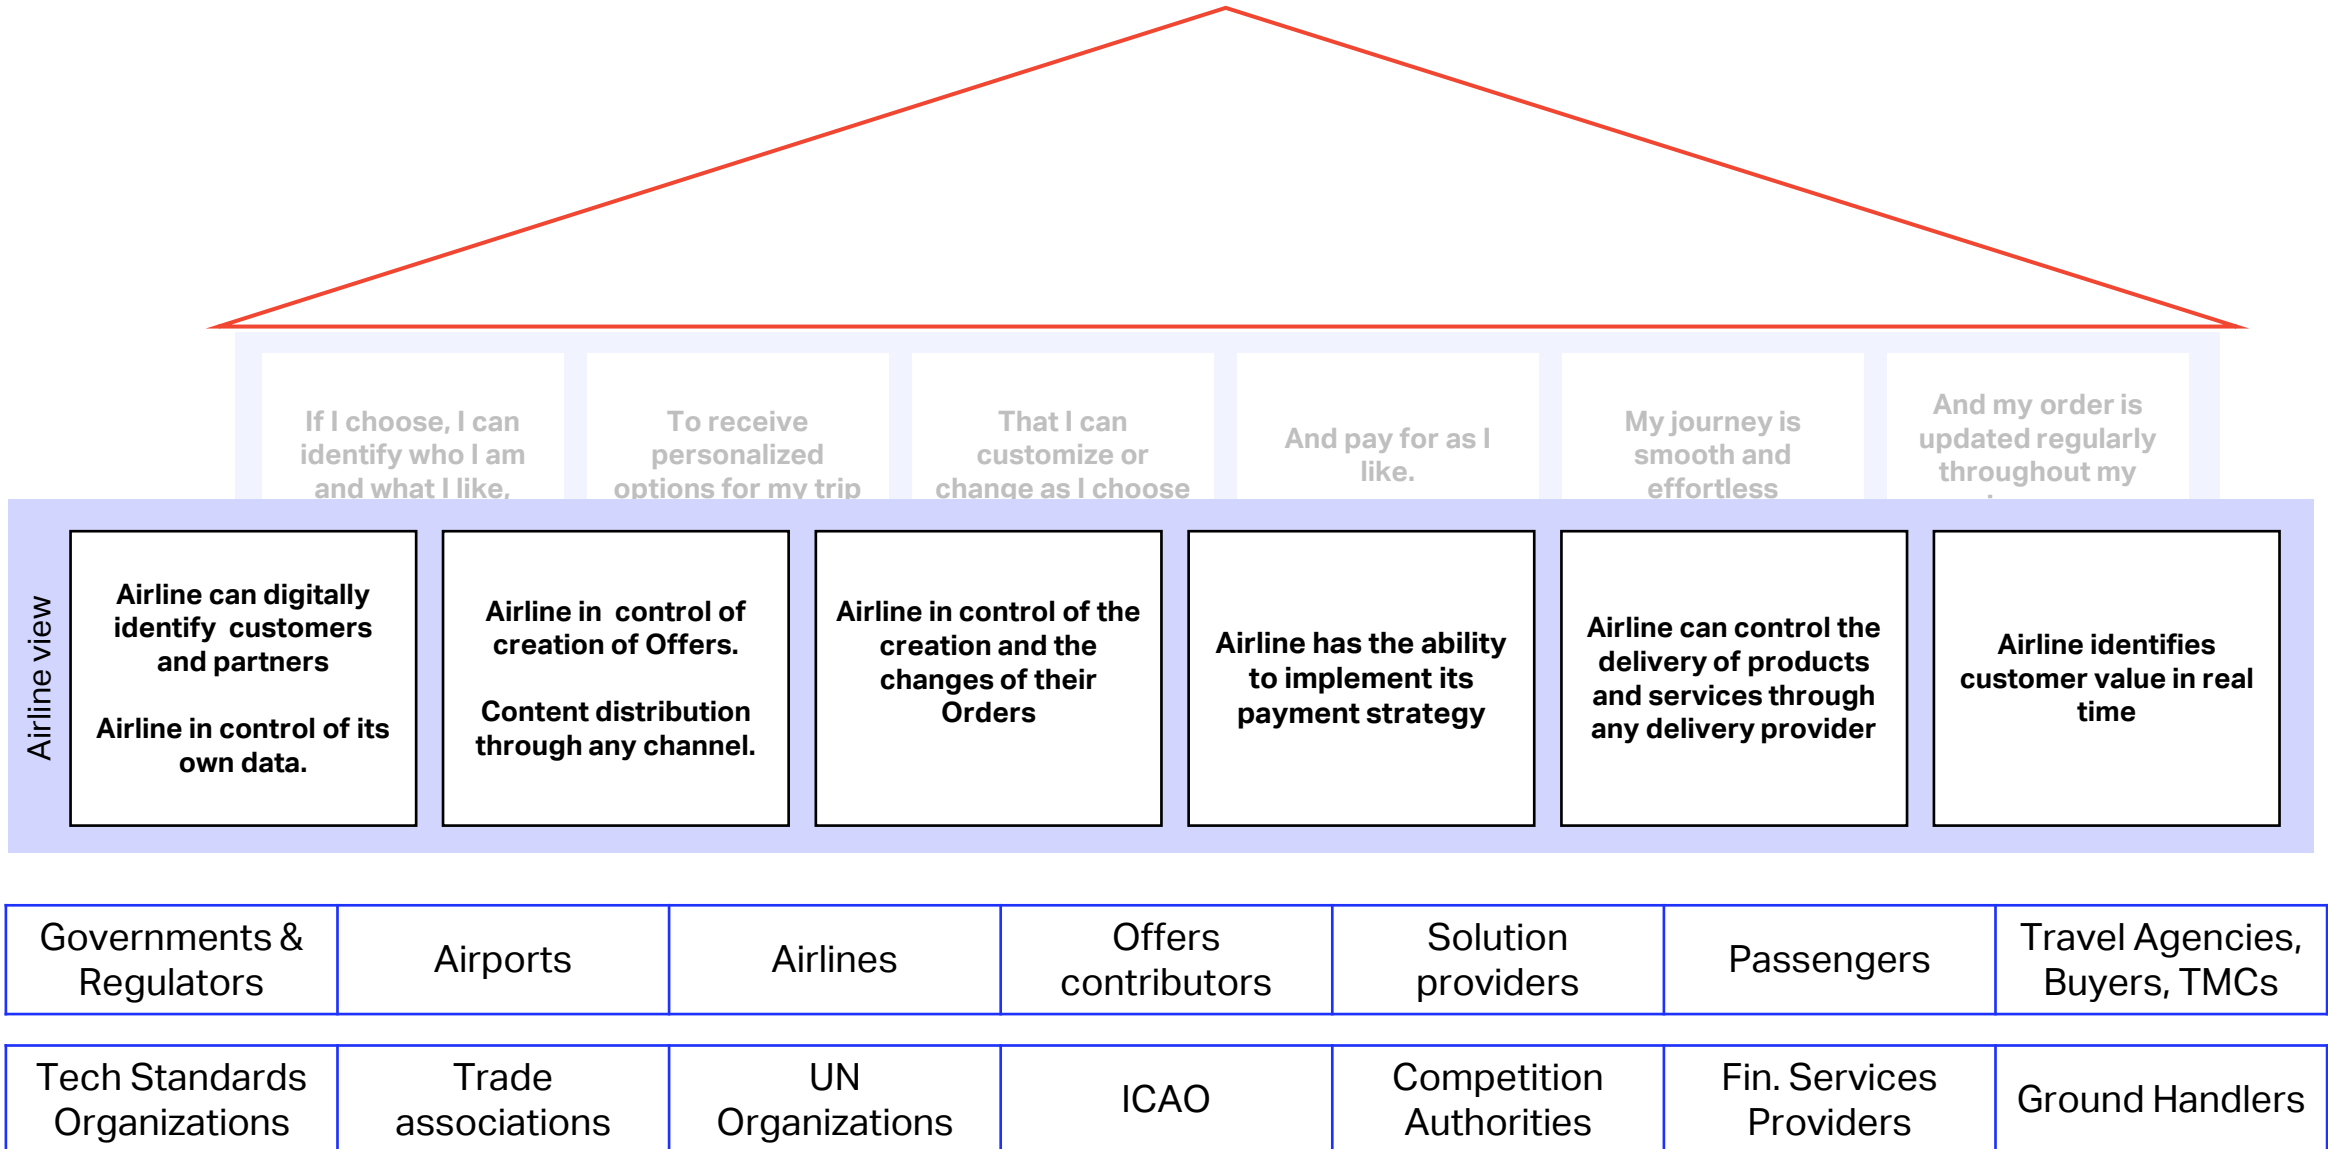 If I choose, I can
identify who I am
and what I like,
To receive
personalized
options for my trip
That I can
customize or
change as I choose
And pay for as I
like.
My journey is
smooth and
effortless
And my order is
updated regularly
throughout my
Airline view
Airline can digitally
identify customers
and partners
Airline in control of its
own data.
Airline in control of
creation of Offers.
Content distribution
through any channel.
Airline in control of the
creation and the
changes of their
Orders
Airline has the ability
to implement its
payment strategy
Airline can control the
delivery of products
and services through
any delivery provider
Airline identifies
customer value in real
time
Governments &
Regulators
Airports
Airlines
Offers
contributors
Solution
providers
Passengers
Travel Agencies,
Buyers, TMCs
Tech Standards
Organizations
Trade
associations
UN
Organizations
ICAO
Competition
Authorities
Fin. Services
Providers
Ground Handlers